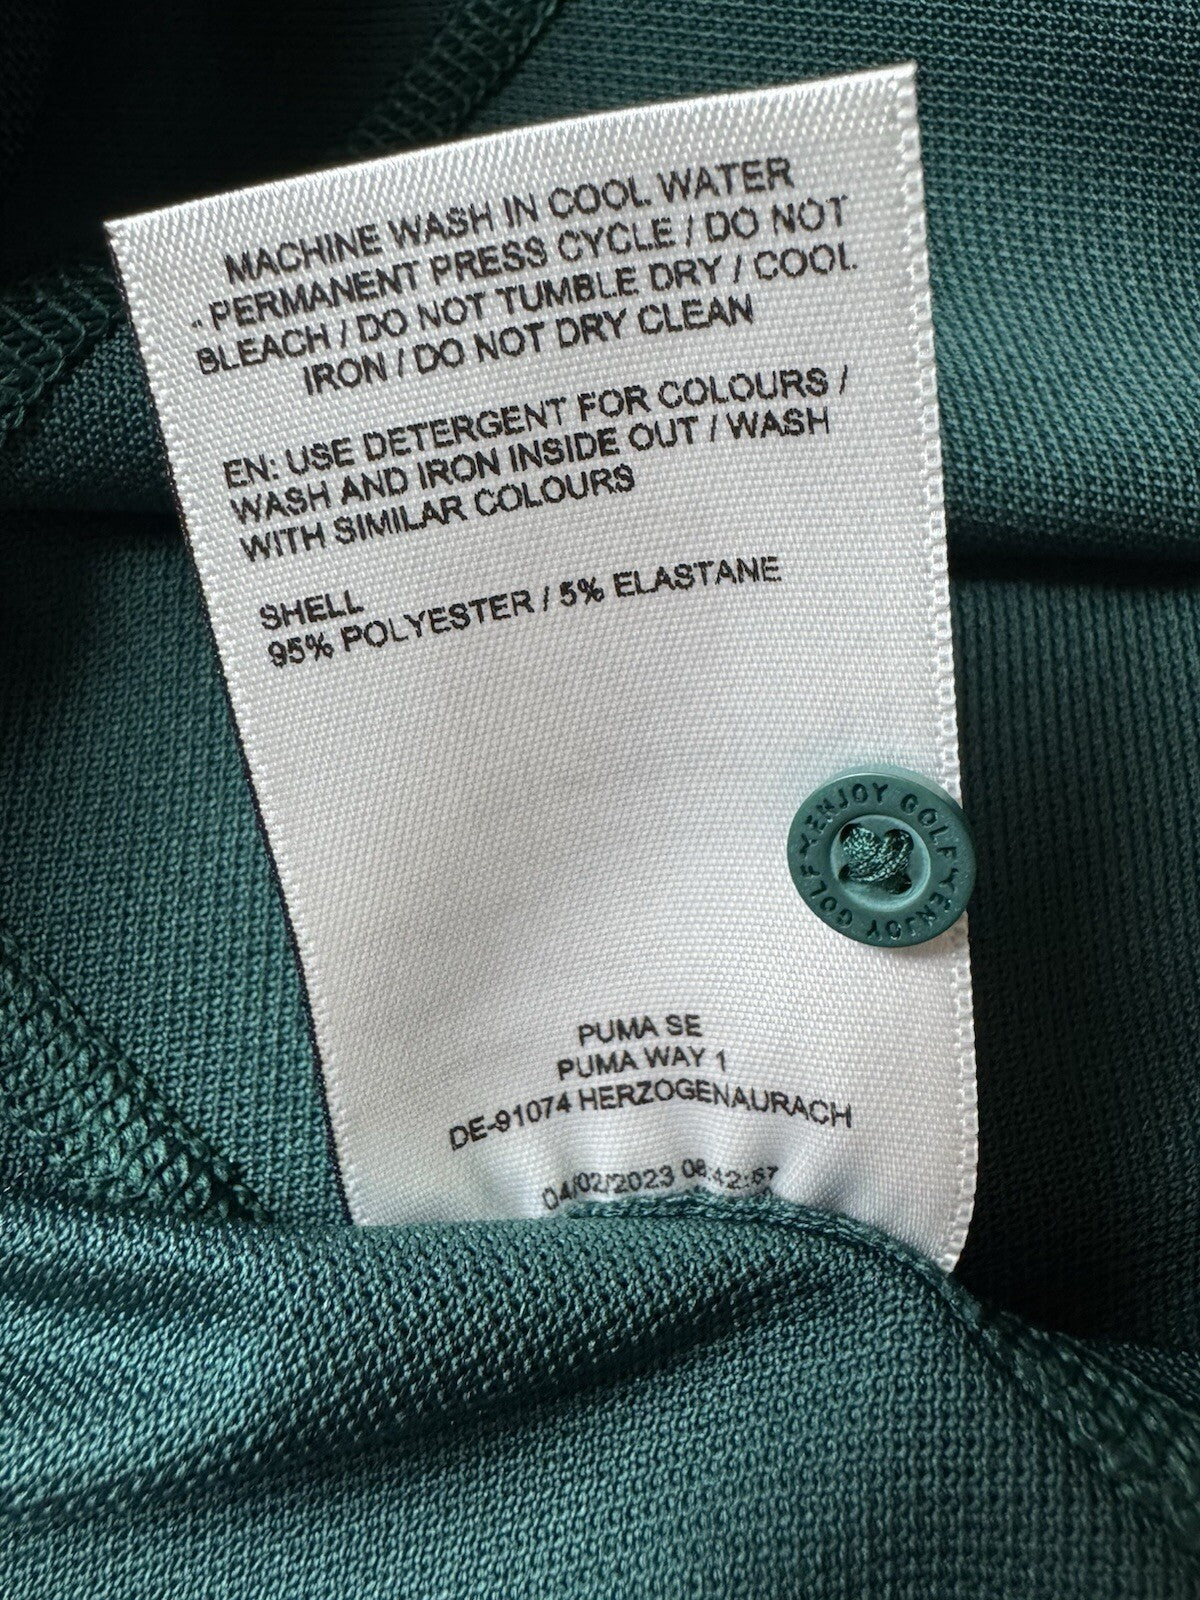 MACHINE WASH IN COOL WATER
- PERMANENT PRESS CYCLE / DO NOT
BLEACH / DO NOT TUMBLE DRY / COOL
IRON / DO NOT DRY CLEAN
EN: USE DETERGENT FOR COLOURS /
WASH AND IRON INSIDE OUT / WASH
WITH SIMILAR COLOURS
SHELL
95% POLYESTER / 5% ELASTANE
ENJOY GOLF ENJOY GOLF
PUMA SE
PUMA WAY 1
DE-91074 HERZOGENAURACH
04/02/2023